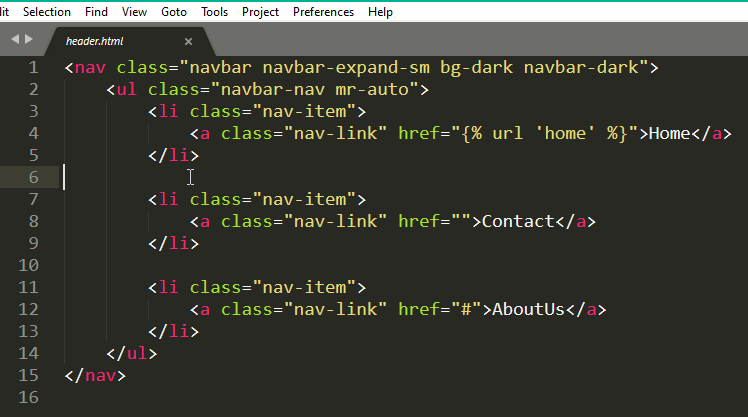 it Selection Find View Goto Tools Project Preferences Help
header.html ×
1 <nav class="navbar navbar-expand-sm bg-dark navbar-dark">
2     <ul class="navbar-nav mr-auto">
3         <li class="nav-item">
4             <a class="nav-link" href="{% url 'home' %}">Home</a>
5         </li>
6
7         <li class="nav-item">
8             <a class="nav-link" href="">Contact</a>
9         </li>
10
11         <li class="nav-item">
12             <a class="nav-link" href="#">AboutUs</a>
13         </li>
14     </ul>
15 </nav>
16